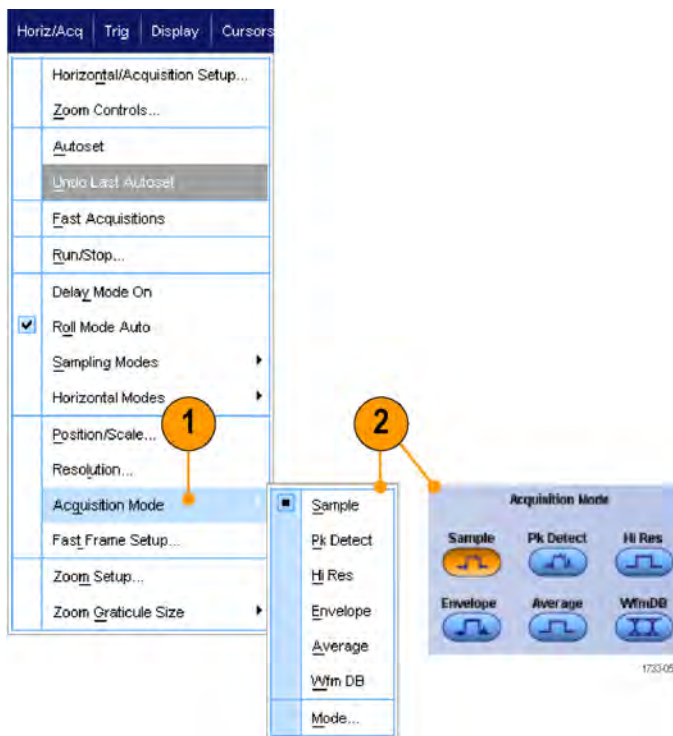 Horiz/Acq Trig Display Cursors
Horizontal/Acquisition Setup...
Zoom Controls...
Autoset
Undo Last Autoset
Fast Acquisitions
Run/Stop...
Delay Mode On
Roll Mode Auto
Sampling Modes
Horizontal Modes
1
Position/Scale...
Resolution...
Acquisition Mode
Fast Frame Setup...
Zoom Setup...
Zoom Graticule Size
2
Sample
Pk Detect
Hi Res
Envelope
Average
Wfm DB
Mode...
Acquisition Mode
Sample Pk Detect Hi Res
Envelope Average WfmDB
1733-05